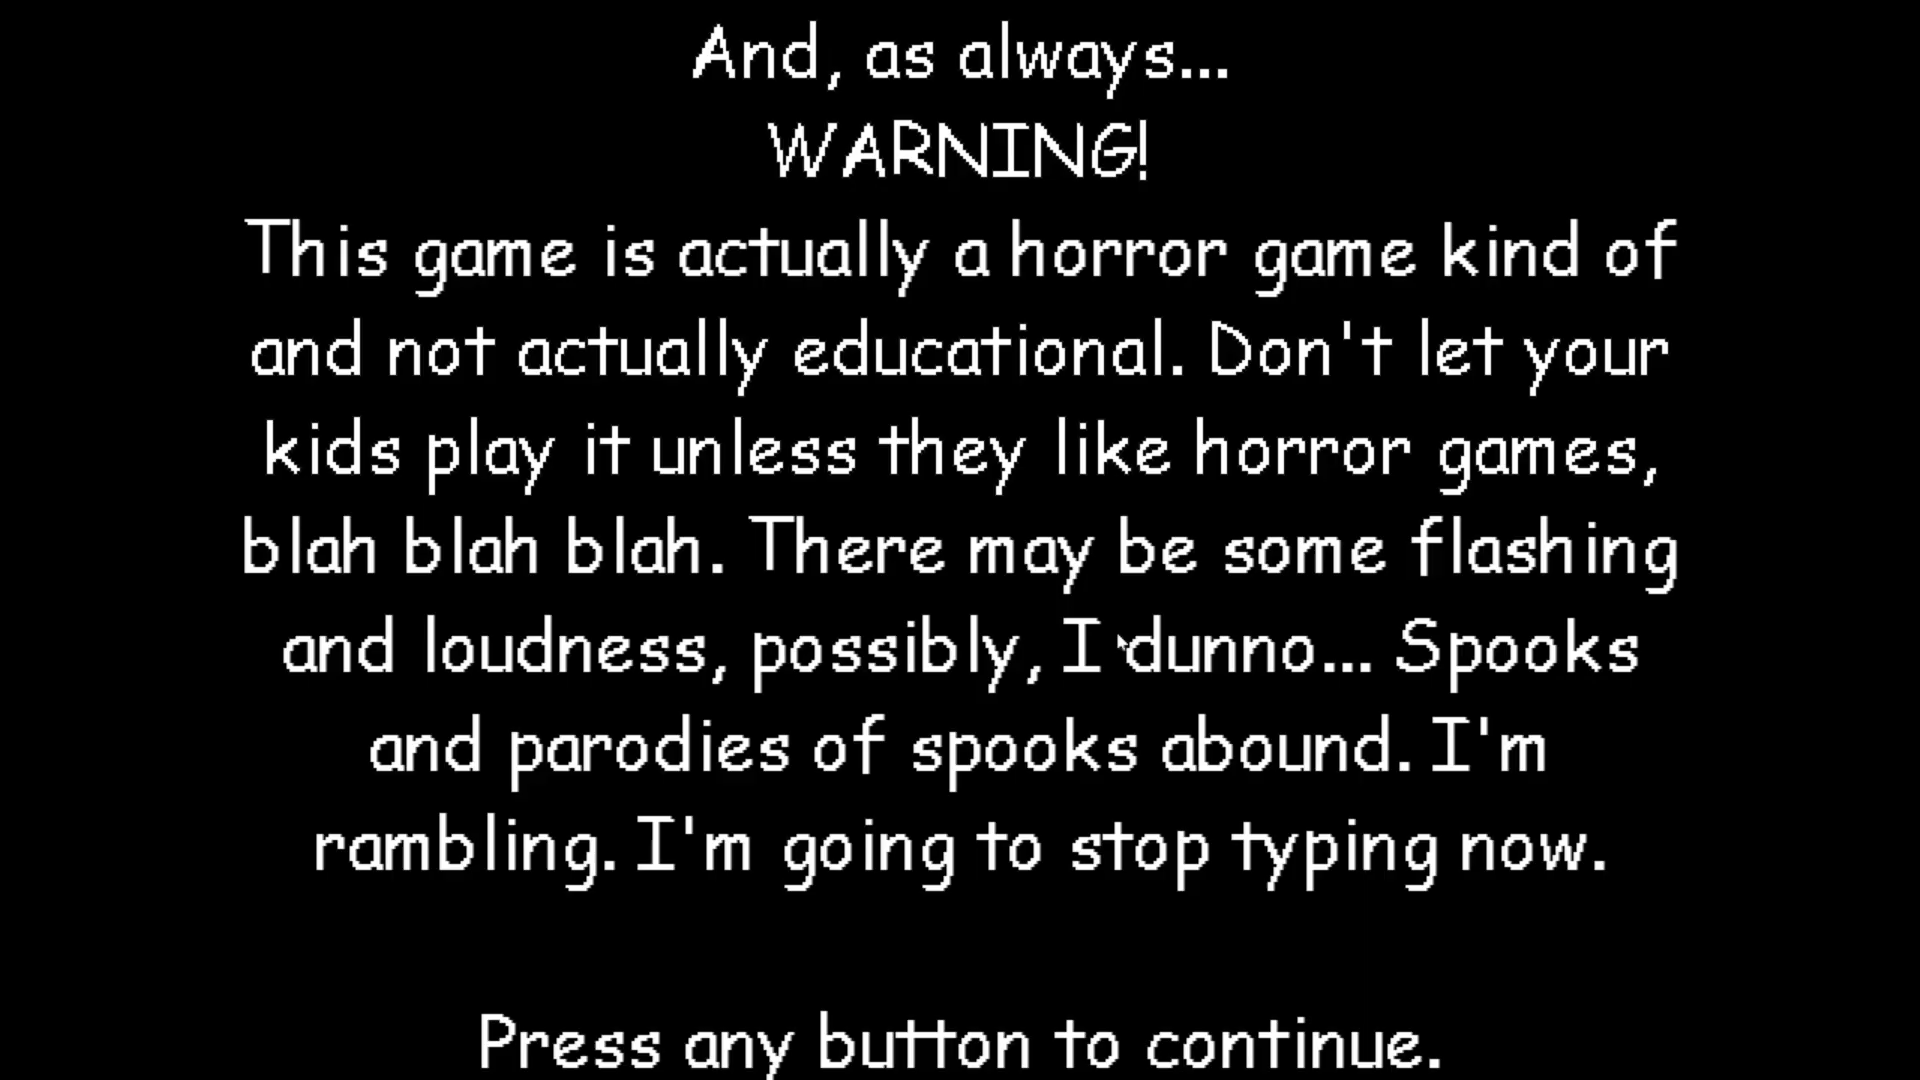 And, as always...
WARNING!
This game is actually a horror game kind of
and not actually educational. Don't let your
kids play it unless they like horror games,
blah blah blah. There may be some flashing
and loudness, possibly, I dunno... Spooks
and parodies of spooks abound. I'm
rambling. I'm going to stop typing now.
Press any button to continue.